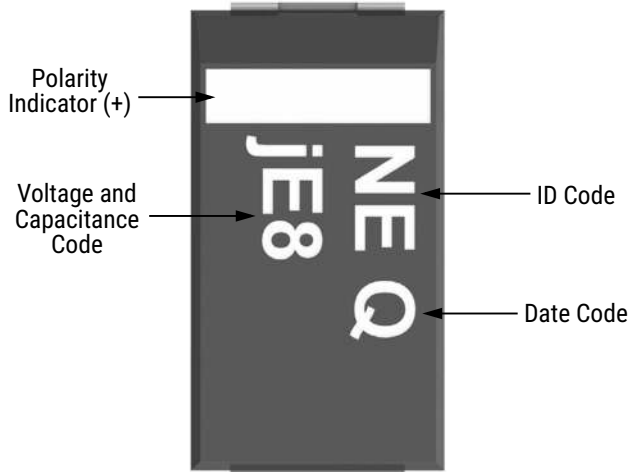 Polarity
Indicator (+)
Voltage and
Capacitance
Code
NE Q
jE8
ID Code
Date Code